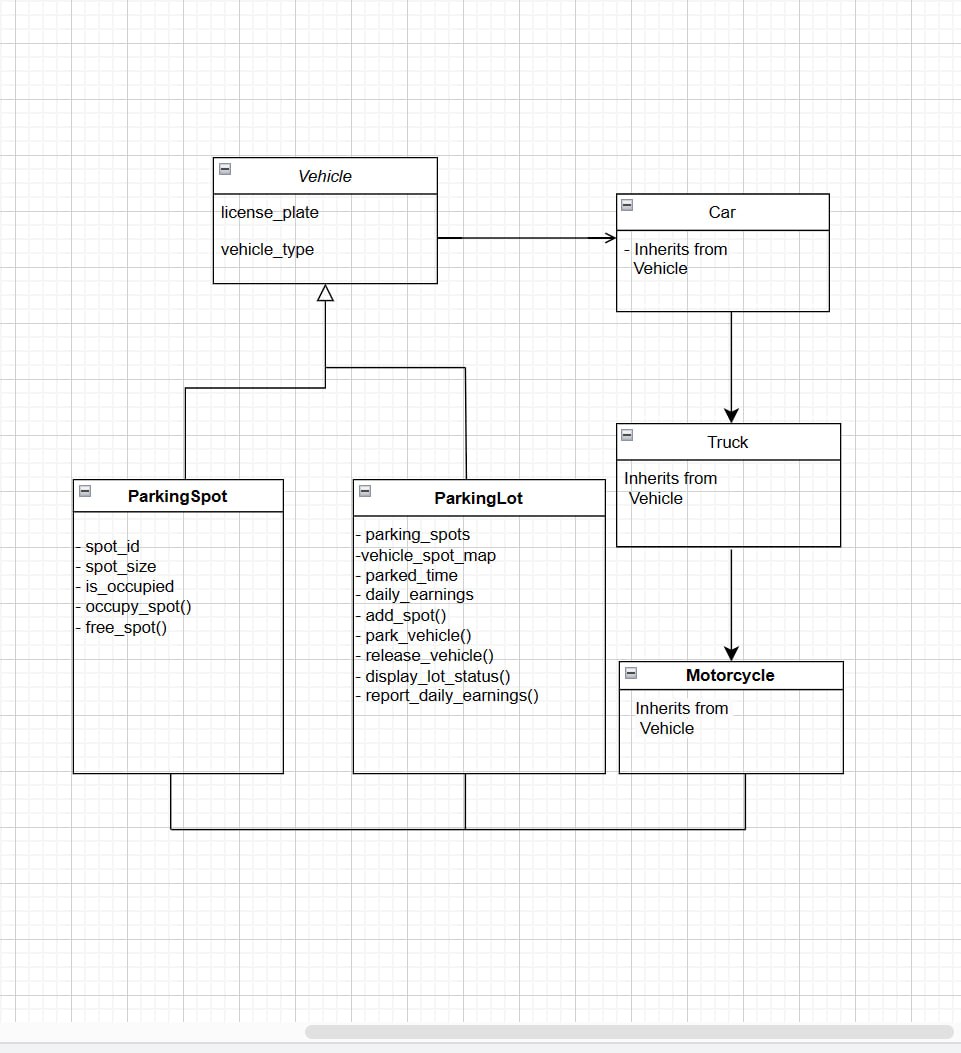 Vehicle
license_plate
vehicle_type
Car
- Inherits from
Vehicle
Truck
Inherits from
Vehicle
ParkingSpot
- spot_id
- spot_size
- is_occupied
- occupy_spot()
- free_spot()
ParkingLot
- parking_spots
-vehicle_spot_map
- parked_time
- daily_earnings
- add_spot()
- park_vehicle()
- release_vehicle()
- display_lot_status()
- report_daily_earnings()
Motorcycle
Inherits from
Vehicle